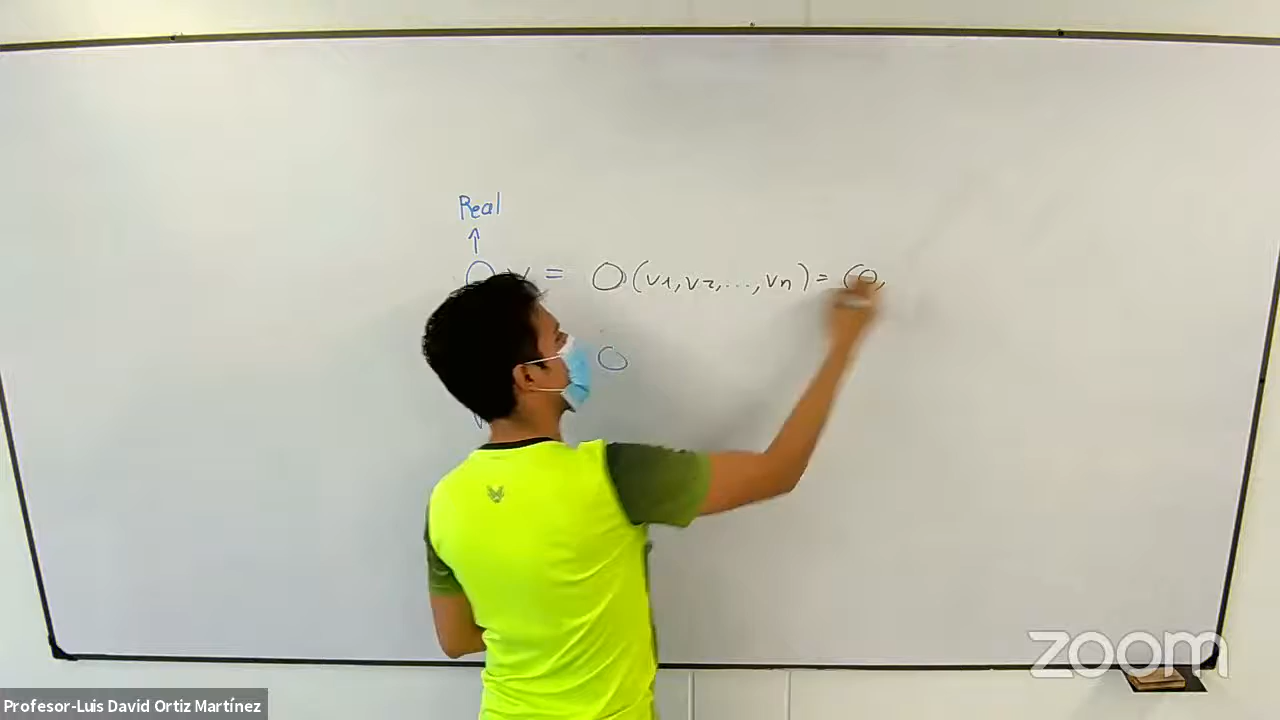 Real
0 v = 0(v1,v2,...,vn) = (0,
0
zoom
Profesor-Luis David Ortiz Martínez